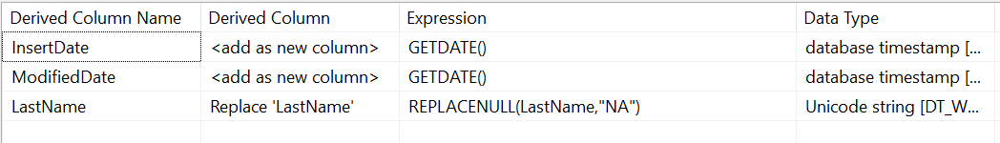 Derived Column Name Derived Column Expression Data Type
InsertDate <add as new column> GETDATE() database timestamp [...
ModifiedDate <add as new column> GETDATE() database timestamp [...
LastName Replace 'LastName' REPLACENULL(LastName,"NA") Unicode string [DT_W...